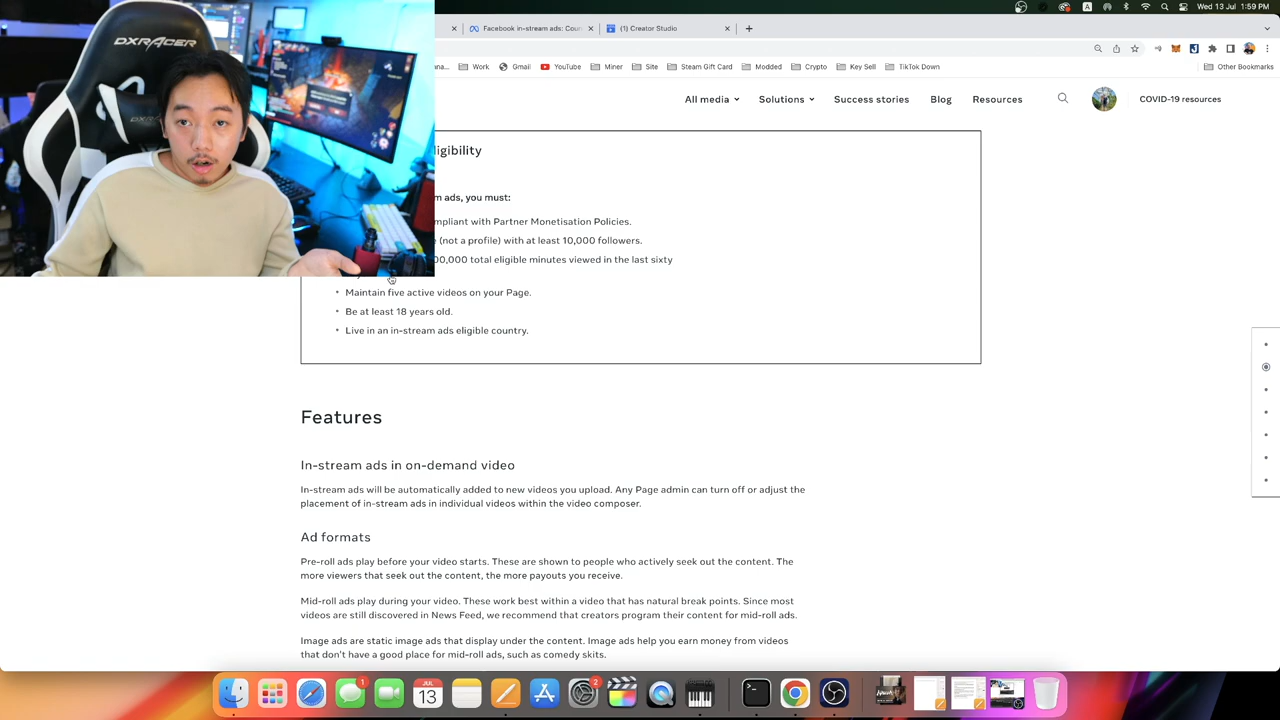 Wed 13 Jul 1:59 PM
Facebook in-stream ads: Coun
(1) Creator Studio
Work
Gmail
YouTube
Miner
Site
Steam Gift Card
Modded
Crypto
Key Sell
TikTok Down
Other Bookmarks
DXRACER
All media
Solutions
Success stories
Blog
Resources
COVID-19 resources
igibility
m ads, you must:
mpliant with Partner Monetisation Policies.
(not a profile) with at least 10,000 followers.
00,000 total eligible minutes viewed in the last sixty
• Maintain five active videos on your Page.
• Be at least 18 years old.
• Live in an in-stream ads eligible country.
Features
In-stream ads in on-demand video
In-stream ads will be automatically added to new videos you upload. Any Page admin can turn off or adjust the
placement of in-stream ads in individual videos within the video composer.
Ad formats
Pre-roll ads play before your video starts. These are shown to people who actively seek out the content. The
more viewers that seek out the content, the more payouts you receive.
Mid-roll ads play during your video. These work best within a video that has natural break points. Since most
videos are still discovered in News Feed, we recommend that creators program their content for mid-roll ads.
Image ads are static image ads that display under the content. Image ads help you earn money from videos
that don't have a good place for mid-roll ads, such as comedy skits.
1
JUL
13
2